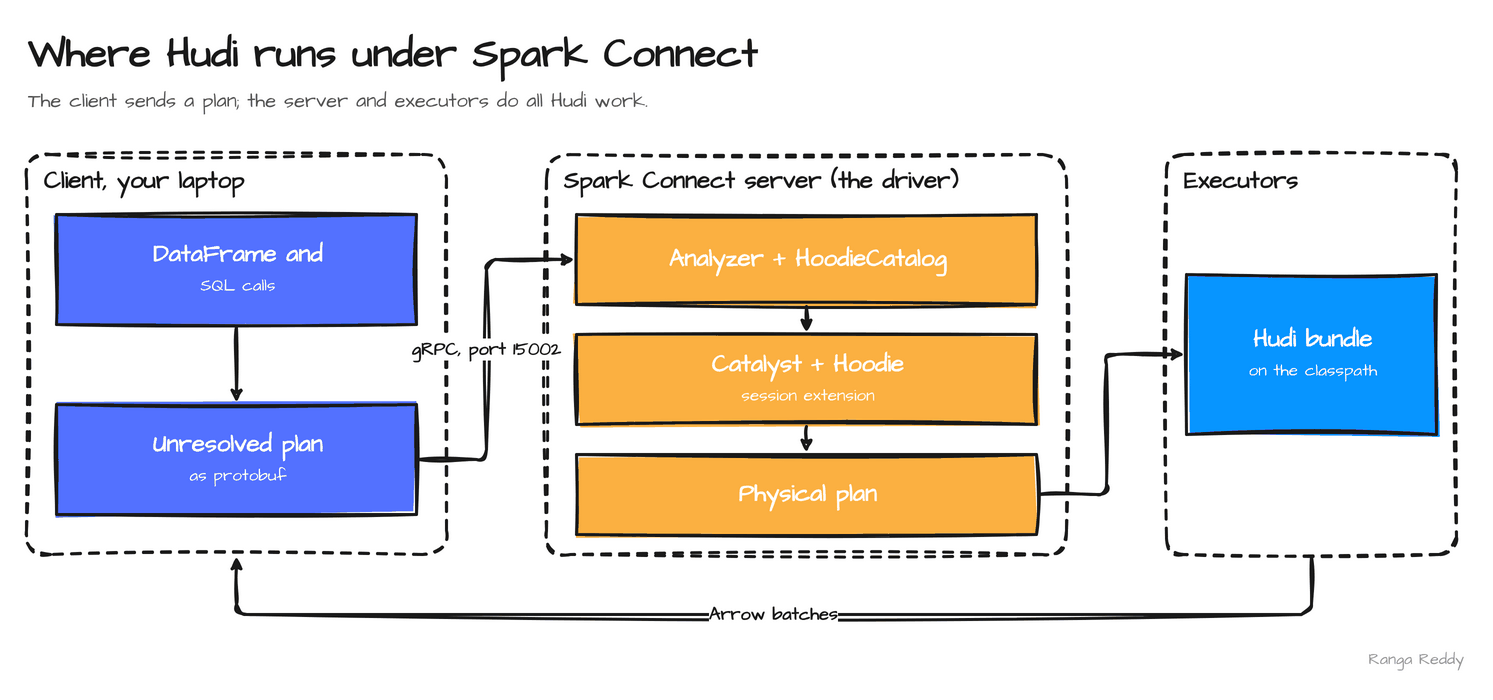 Where Hudi runs under Spark Connect
The client sends a plan; the server and executors do all Hudi work.
Client, your laptop
DataFrame and
SQL calls
Unresolved plan
as protobuf
gRPC, port 15002
Spark Connect server (the driver)
Analyzer + HoodieCatalog
Catalyst + Hoodie
session extension
Physical plan
Executors
Hudi bundle
on the classpath
Arrow batches
Ranga Reddy